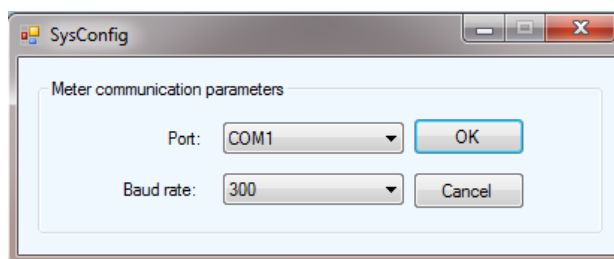 SysConfig
Meter communication parameters
Port: COM1 OK
Baud rate: 300 Cancel